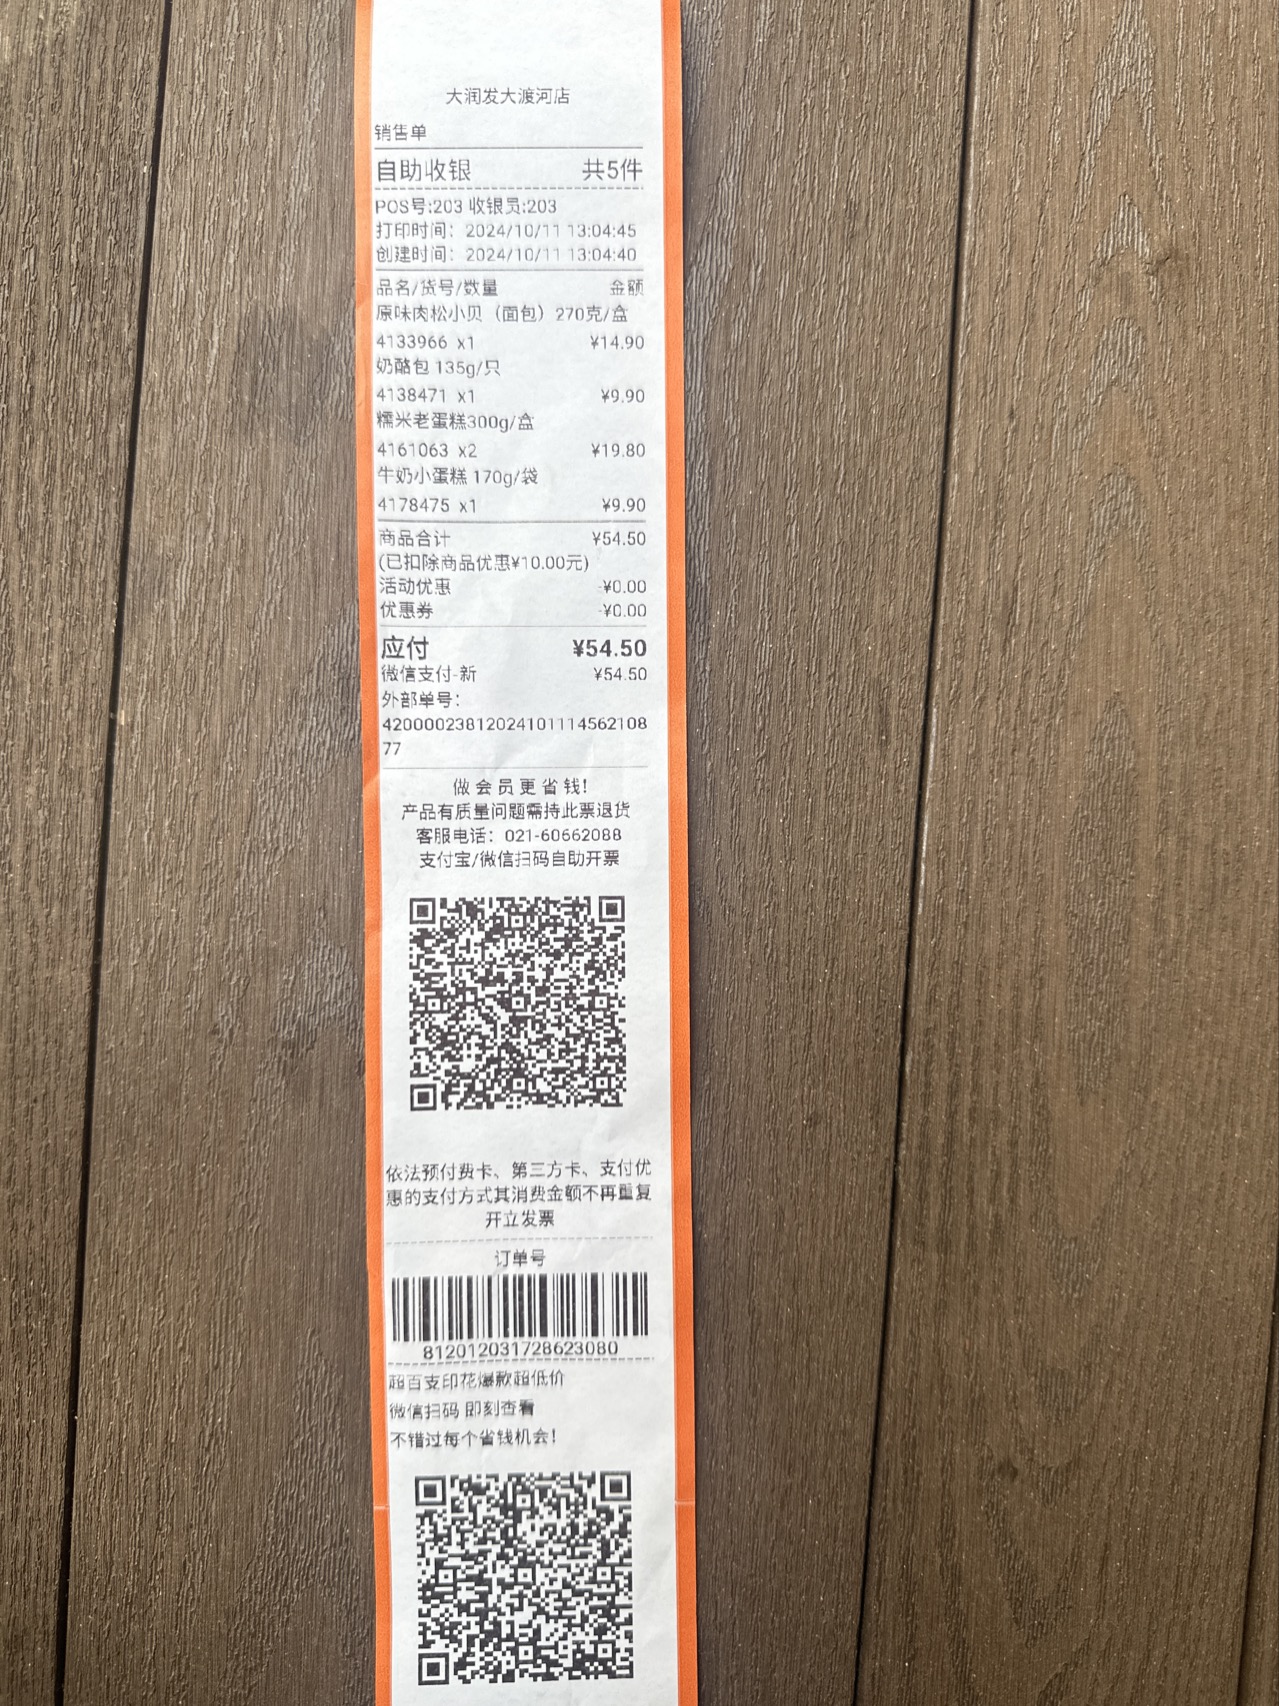 大润发大渡河店
销售单
自助收银 共5件
POS号:203 收银员:203
打印时间: 2024/10/11 13:04:45
创建时间: 2024/10/11 13:04:40
品名/货号/数量 金额
原味肉松小贝（面包）270克/盒
4133966 x1 ¥14.90
奶酪包 135g/只
4138471 x1 ¥9.90
糯米老蛋糕300g/盒
4161063 x2 ¥19.80
牛奶小蛋糕 170g/袋
4178475 x1 ¥9.90
商品合计 ¥54.50
(已扣除商品优惠¥10.00元)
活动优惠 -¥0.00
优惠券 -¥0.00
应付 ¥54.50
微信支付-新 ¥54.50
外部单号:
42000023812024101114562108
77
做会员更省钱!
产品有质量问题需持此票退货
客服电话: 021-60662088
支付宝/微信扫码自助开票
依法预付费卡、第三方卡、支付优
惠的支付方式其消费金额不再重复
开立发票
订单号
812012031728623080
超百支印花爆款超低价
微信扫码 即刻查看
不错过每个省钱机会!